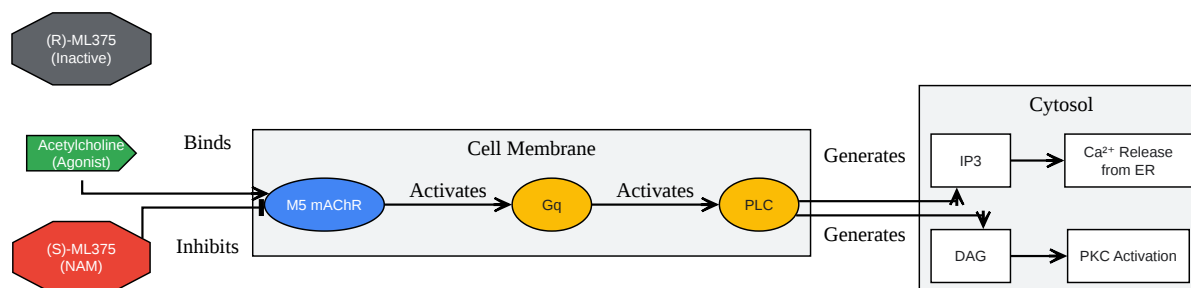 (R)-ML375
(Inactive)
Acetylcholine
(Agonist)
(S)-ML375
(NAM)
Binds
Inhibits
Cell Membrane
M5 mAChR
Activates
Gq
Activates
PLC
Generates
Generates
Cytosol
IP3
Ca²⁺ Release
from ER
DAG
PKC Activation